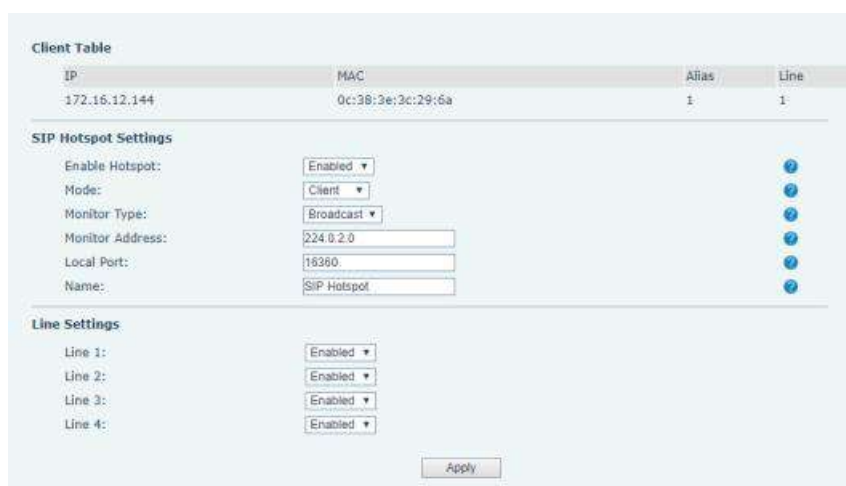 Client Table
IP MAC Alias Line
172.16.12.144 0c:38:3e:3c:29:6a 1 1
SIP Hotspot Settings
Enable Hotspot: Enabled ?
Mode: Client ?
Monitor Type: Broadcast ?
Monitor Address: 224.0.2.0 ?
Local Port: 16360 ?
Name: SIP Hotspot ?
Line Settings
Line 1: Enabled
Line 2: Enabled
Line 3: Enabled
Line 4: Enabled
Apply